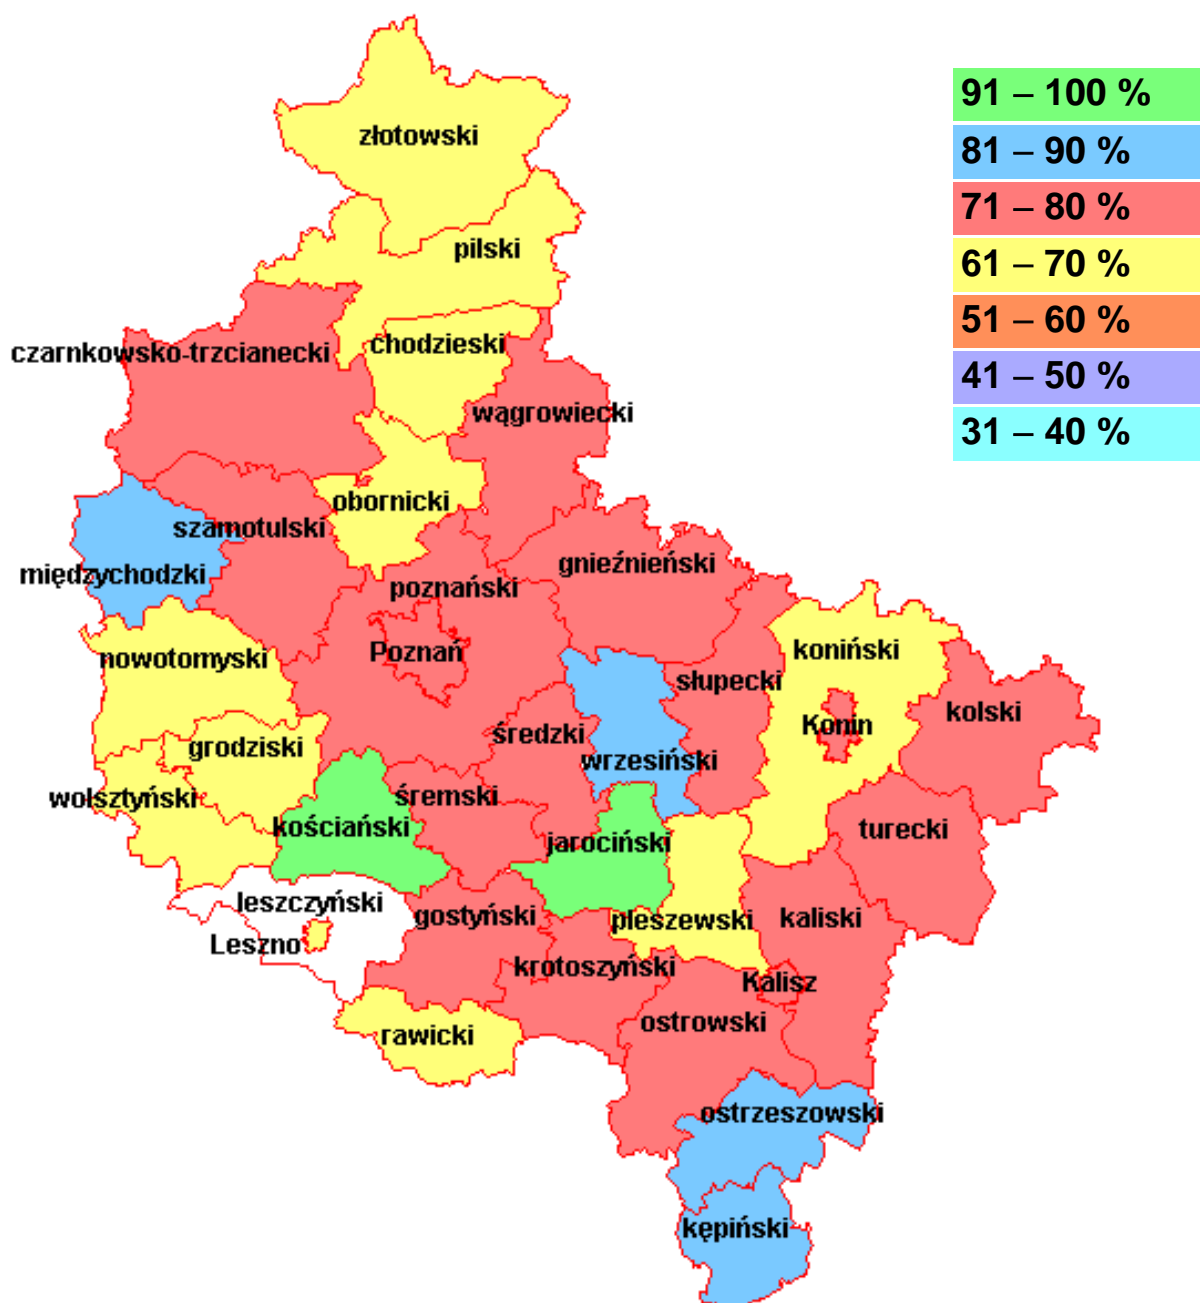 91 – 100 %
81 – 90 %
71 – 80 %
61 – 70 %
51 – 60 %
41 – 50 %
31 – 40 %
złotowski
pilski
chodzieski
czarnkowsko-trzcianecki
wągrowiecki
obornicki
szamotulski
gnieźnieński
międzychodzki
poznański
Poznań
koniński
nowotomyski
słupecki
kolski
Konin
średzki
grodziski
wrzesiński
wolsztyński
śremski
kościański
turecki
jarociński
leszczyński
gostyński
pleszewski
kaliski
Leszno
krotoszyński
Kalisz
ostrowski
rawicki
ostrzeszowski
kępiński